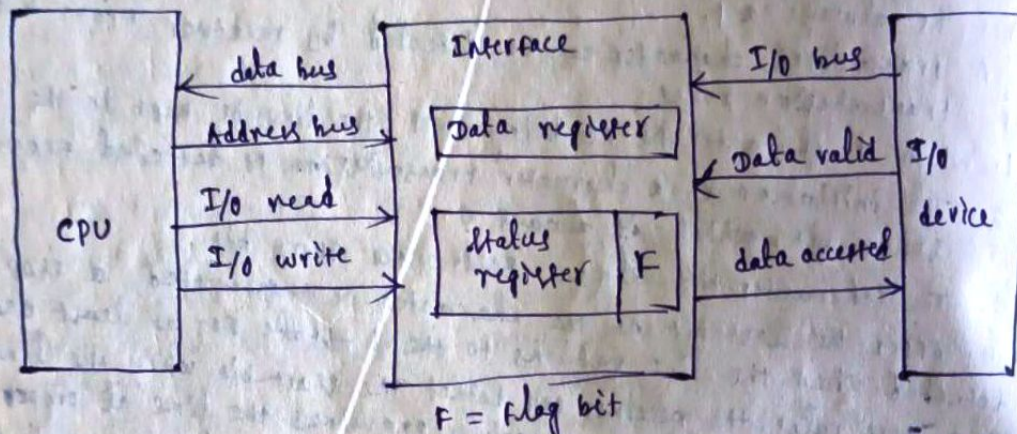 CPU
data bus
Address bus
I/O read
I/O write
Interface
Data register
Status
register
F
I/O bus
Data valid
data accepted
I/O
device
F = Flag bit